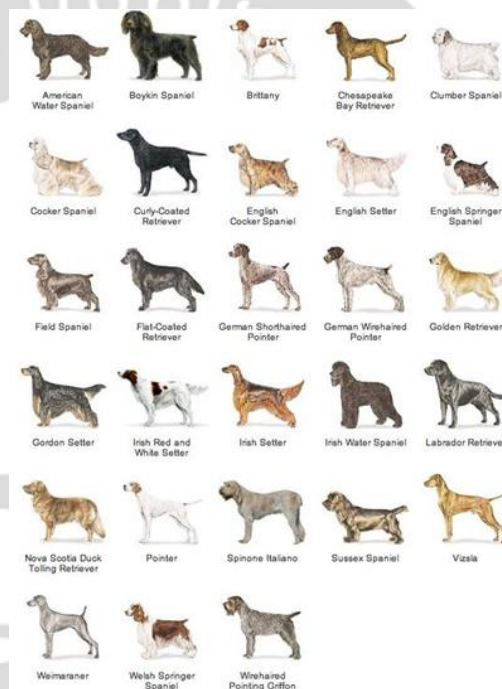 American
Water Spaniel
Boykin Spaniel
Brittany
Chesapeake
Bay Retriever
Clumber Spaniel
Cocker Spaniel
Curly-Coated
Retriever
English
Cocker Spaniel
English Setter
English Springer
Spaniel
Field Spaniel
Flat-Coated
Retriever
German Shorthaired
Pointer
German Wirehaired
Pointer
Golden Retriever
Gordon Setter
Irish Red and
White Setter
Irish Setter
Irish Water Spaniel
Labrador Retrieve
Nova Scotia Duck
Tolling Retriever
Pointer
Spinone Italiano
Sussex Spaniel
Vizsla
Weimaraner
Welsh Springer
Spaniel
Wirehaired
Pointing Griffon